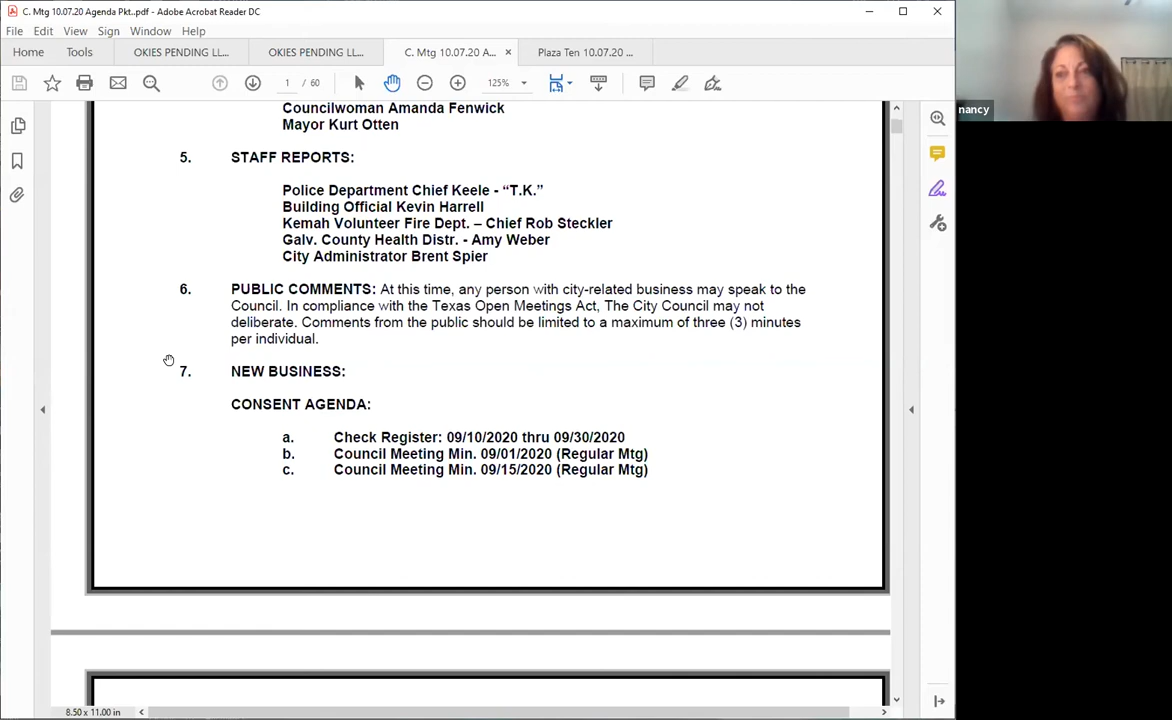 C. Mtg 10.07.20 Agenda Pkt..pdf - Adobe Acrobat Reader DC
File Edit View Sign Window Help
Home Tools OKIES PENDING LL... OKIES PENDING LL... C. Mtg 10.07.20 A... × Plaza Ten 10.07.20 ...
1 / 60 125%
nancy
Councilwoman Amanda Fenwick
Mayor Kurt Otten
5. STAFF REPORTS:
Police Department Chief Keele - “T.K.”
Building Official Kevin Harrell
Kemah Volunteer Fire Dept. – Chief Rob Steckler
Galv. County Health Distr. - Amy Weber
City Administrator Brent Spier
6. PUBLIC COMMENTS: At this time, any person with city-related business may speak to the
Council. In compliance with the Texas Open Meetings Act, The City Council may not
deliberate. Comments from the public should be limited to a maximum of three (3) minutes
per individual.
7. NEW BUSINESS:
CONSENT AGENDA:
a. Check Register: 09/10/2020 thru 09/30/2020
b. Council Meeting Min. 09/01/2020 (Regular Mtg)
c. Council Meeting Min. 09/15/2020 (Regular Mtg)
8.50 x 11.00 in